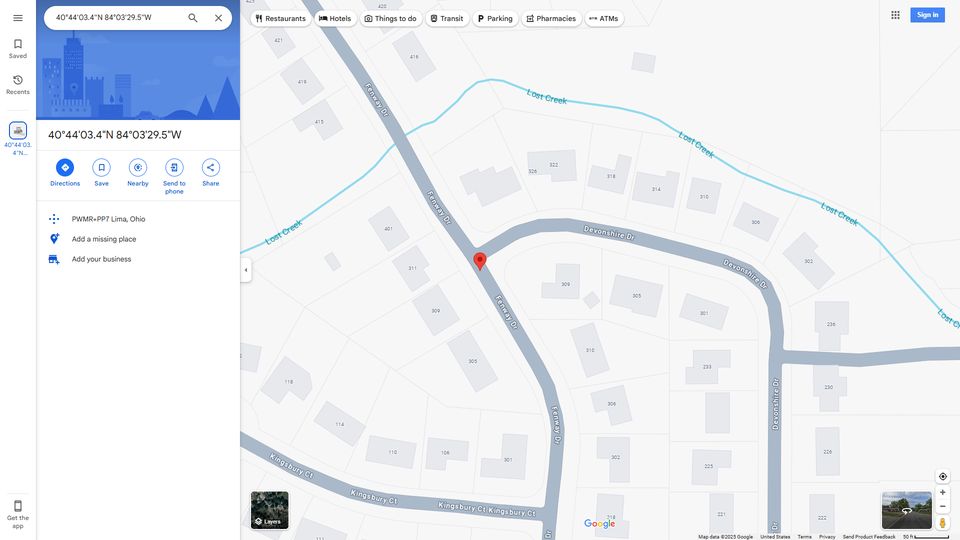 40°44'03.4"N 84°03'29.5"W
Restaurants
Hotels
Things to do
Transit
Parking
Pharmacies
ATMs
Sign in
Saved
Recents
40°44'03.
4"N...
Get the
app
40°44'03.4"N 84°03'29.5"W
Directions
Save
Nearby
Send to
phone
Share
PWMR+PP7 Lima, Ohio
Add a missing place
Add your business
420
421
416
418
415
Fenway Dr
Lost Creek
Lost Creek
Lost Creek
Lost Creek
322
326
318
314
310
306
302
Fenway Dr
401
311
309
305
Devonshire Dr
Devonshire Dr
Fenway Dr
309
305
301
236
310
233
230
118
306
Fenway Dr
Devonshire Dr
114
110
106
301
302
226
225
Kingsbury Ct
Kingsbury Ct
Kingsbury Ct
Kingsbury Ct
218
221
222
Dr
Dr
Layers
Google
Map data ©2025 Google
United States
Terms
Privacy
Send Product Feedback
50 ft